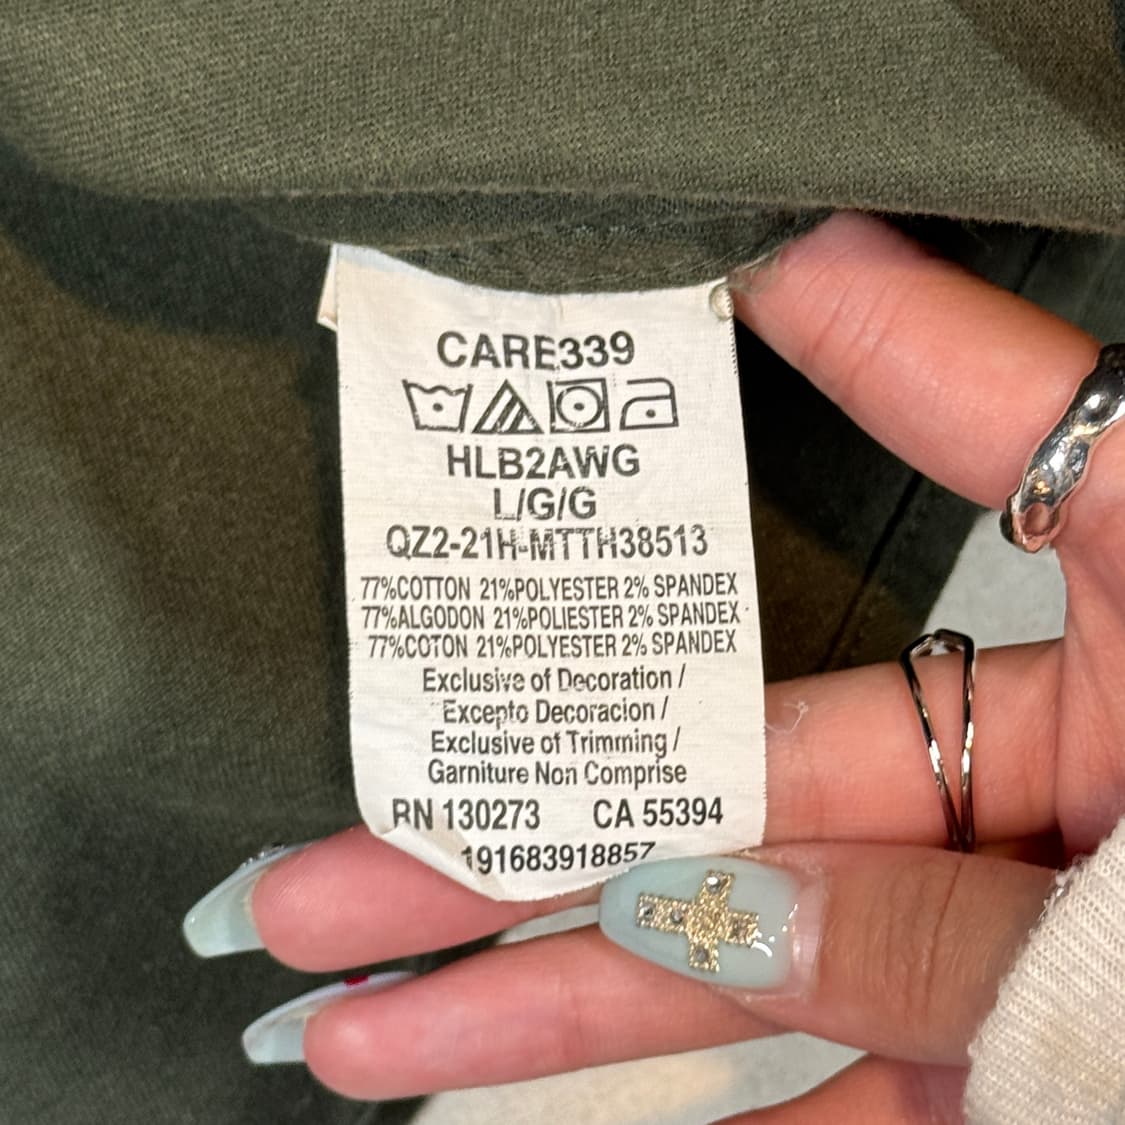 CARE339
HLB2AWG
L/G/G
QZ2-21H-MTTH38513
77%COTTON 21%POLYESTER 2% SPANDEX
77%ALGODON 21%POLIESTER 2% SPANDEX
77%COTON 21%POLYESTER 2% SPANDEX
Exclusive of Decoration /
Excepto Decoracion /
Exclusive of Trimming /
Garniture Non Comprise
RN 130273 CA 55394
191683918857